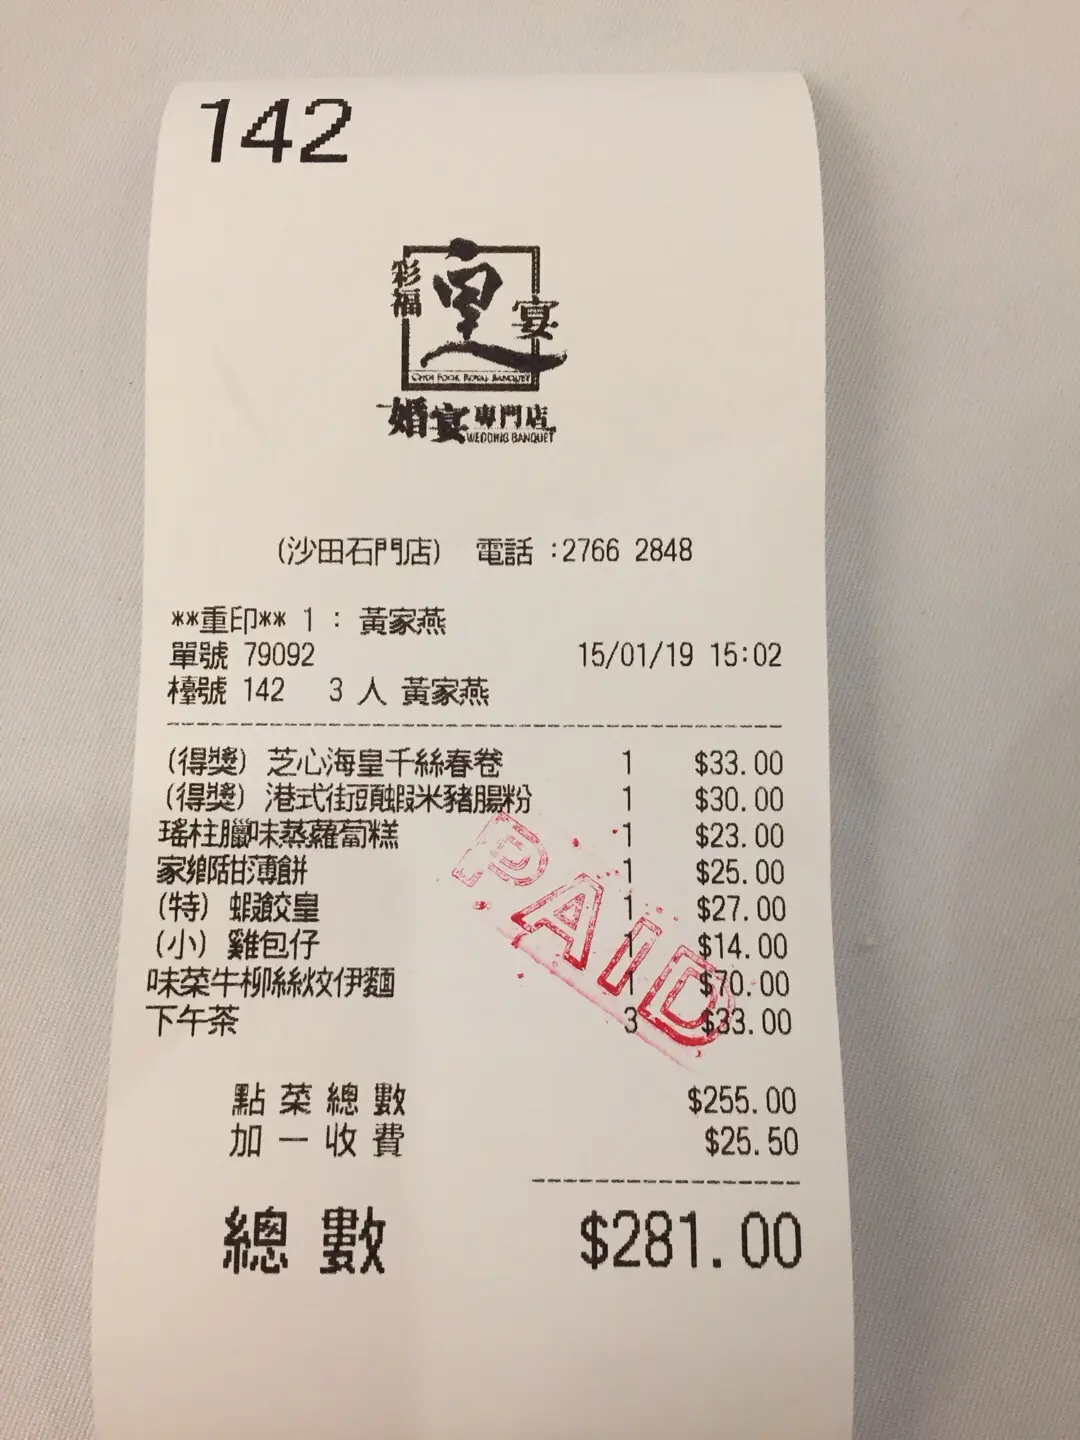 142
彩福
皇
宴
CHOI FOOK ROYAL BANQUET
婚宴專門店
WEDDING BANQUET
(沙田石門店) 電話 :2766 2848
**重印** 1 : 黃家燕
單號 79092 15/01/19 15:02
檯號 142 3 人 黃家燕
(得獎) 芝心海皇千絲春卷 1 $33.00
(得獎) 港式街頭蝦米豬腸粉 1 $30.00
瑤柱臘味蒸蘿蔔糕 1 $23.00
家鄉甜薄餅 1 $25.00
(特) 蝦餃皇 1 $27.00
(小) 雞包仔 1 $14.00
味菜牛柳絲炆伊麵 1 $70.00
下午茶 3 $33.00
PAID
點菜總數 $255.00
加一收費 $25.50
總數 $281.00